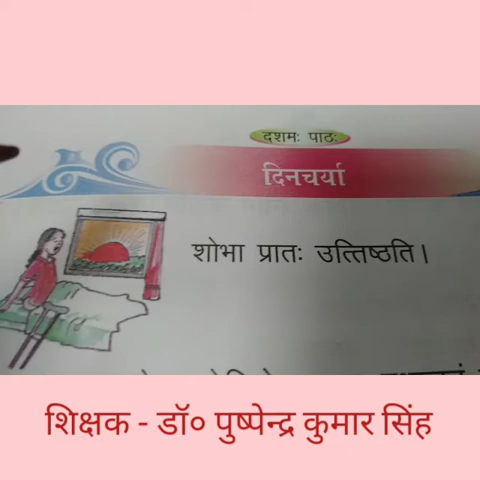 दशमः पाठः
दिनचर्या
शोभा प्रातः उत्तिष्ठति।
शिक्षक - डॉ० पुष्पेन्द्र कुमार सिंह